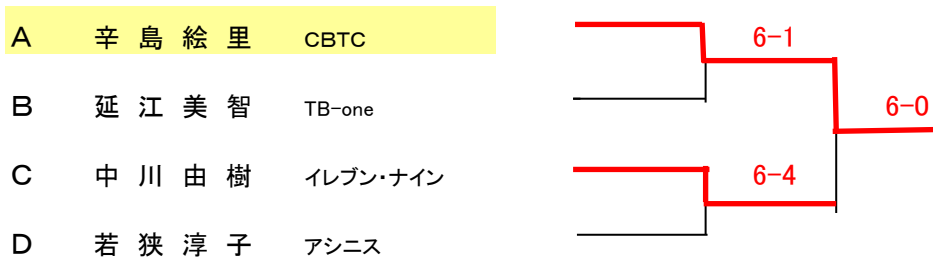 A 辛島絵里 CBTC
6-1
B 延江美智 TB-one
6-0
C 中川由樹 イレブン・ナイン
6-4
D 若狭淳子 アシニス